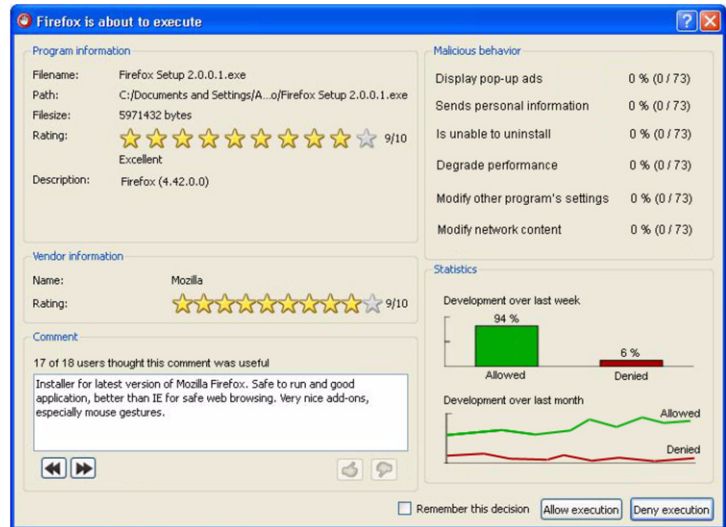 Firefox is about to execute
Program information
Filename: Firefox Setup 2.0.0.1.exe
Path: C:/Documents and Settings/A...o/Firefox Setup 2.0.0.1.exe
Filesize: 5971432 bytes
Rating: 9/10
Excellent
Description: Firefox (4.42.0.0)
Vendor information
Name: Mozilla
Rating: 9/10
Comment
17 of 18 users thought this comment was useful
Installer for latest version of Mozilla Firefox. Safe to run and good
application, better than IE for safe web browsing. Very nice add-ons,
especially mouse gestures.
Malicious behavior
Display pop-up ads 0 % (0 / 73)
Sends personal information 0 % (0 / 73)
Is unable to uninstall 0 % (0 / 73)
Degrade performance 0 % (0 / 73)
Modify other program's settings 0 % (0 / 73)
Modify network content 0 % (0 / 73)
Statistics
Development over last week
94 %
6 %
Allowed Denied
Development over last month
Allowed
Denied
Remember this decision Allow execution Deny execution